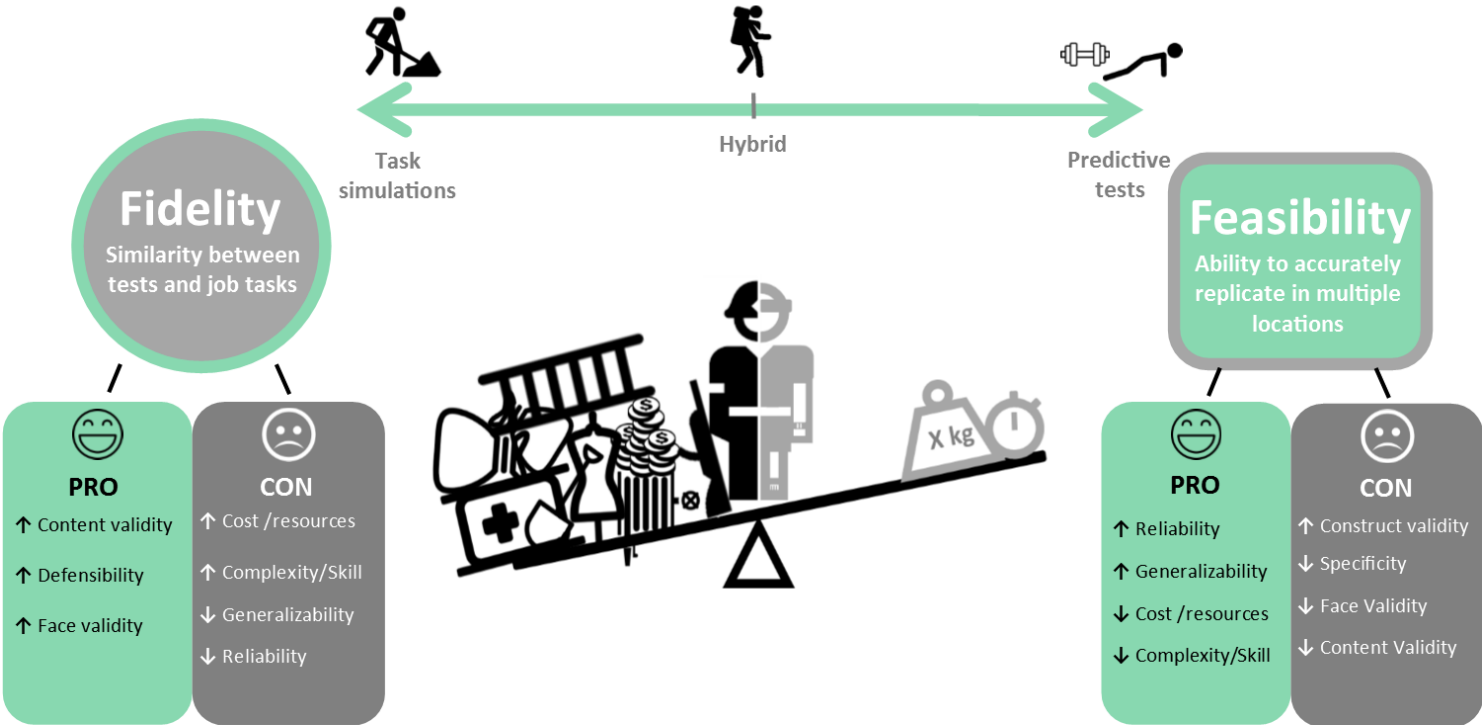 Task
simulations
Hybrid
Predictive
tests
Fidelity
Similarity between
tests and job tasks
Feasibility
Ability to accurately
replicate in multiple
locations
X kg
$
$
$
$
PRO
↑ Content validity
↑ Defensibility
↑ Face validity
CON
↑ Cost /resources
↑ Complexity/Skill
↓ Generalizability
↓ Reliability
PRO
↑ Reliability
↑ Generalizability
↓ Cost /resources
↓ Complexity/Skill
CON
↑ Construct validity
↓ Specificity
↓ Face Validity
↓ Content Validity